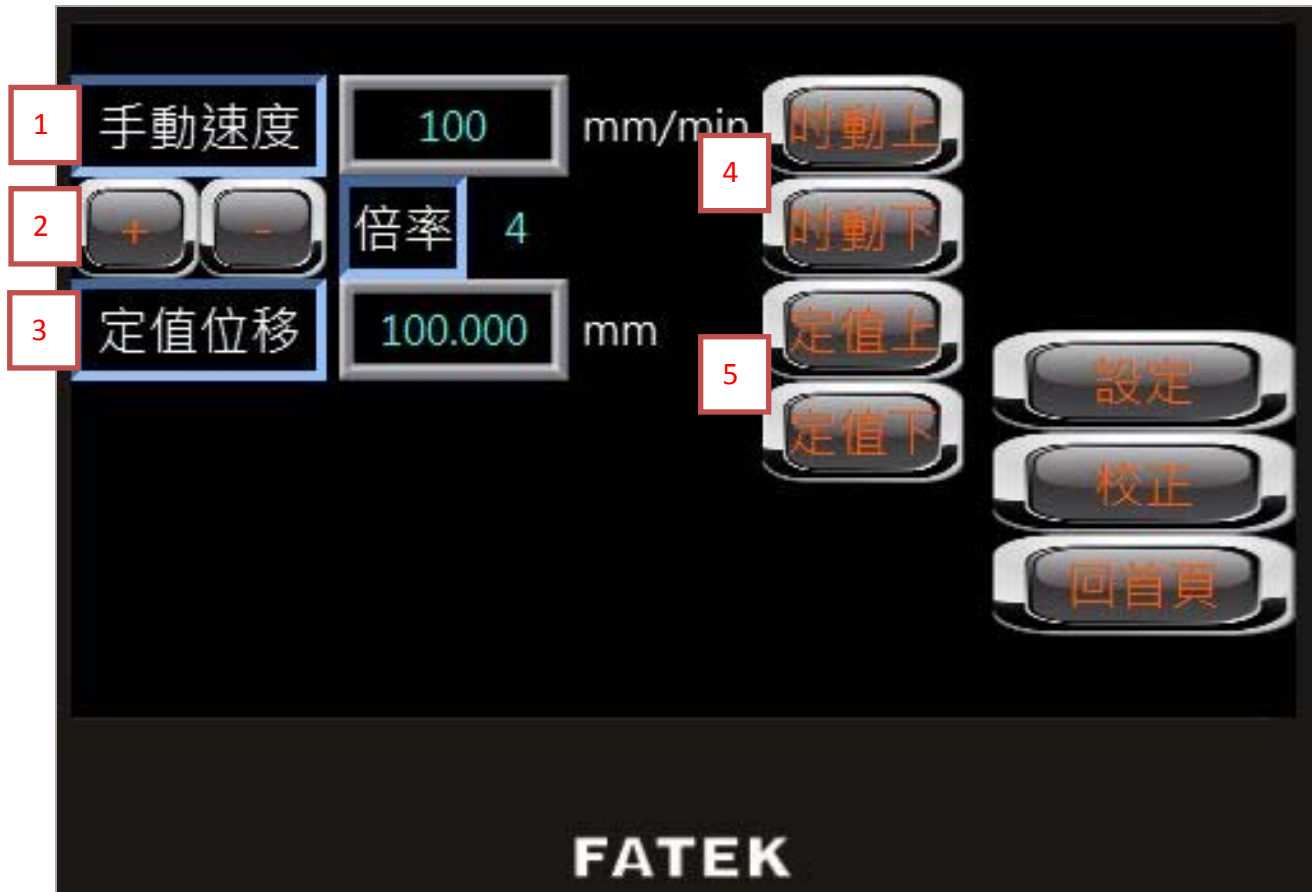 1 手動速度 100 mm/min 吋動上
4
2 + - 倍率 4 吋動下
3 定值位移 100.000 mm 定值上
5 設定
定值下
校正
回首頁
FATEK